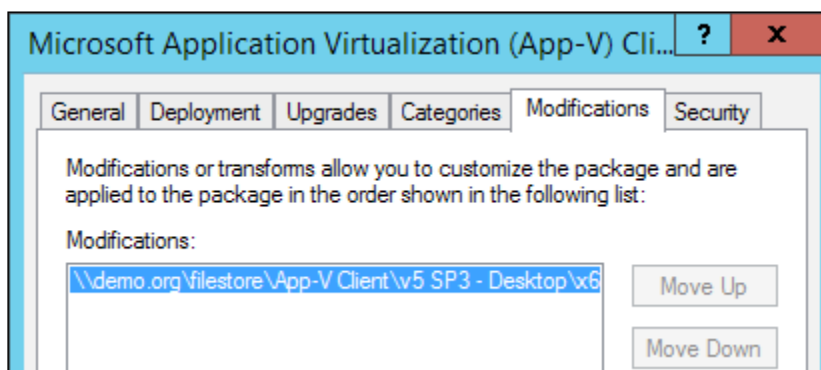 Microsoft Application Virtualization (App-V) Cli... ? x
General Deployment Upgrades Categories Modifications Security
Modifications or transforms allow you to customize the package and are
applied to the package in the order shown in the following list:
Modifications:
\\demo.org\filestore\App-V Client\v5 SP3 - Desktop\x6
Move Up
Move Down